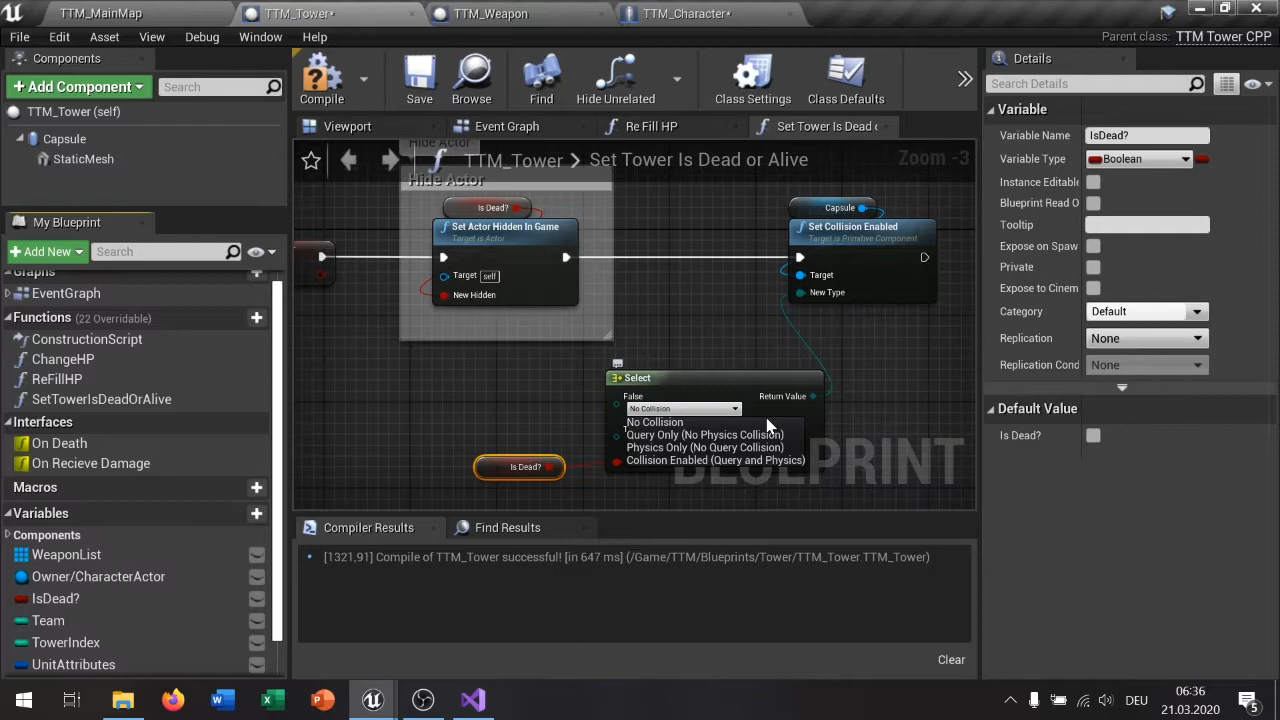 TTM_MainMap
TTM_Tower*
TTM_Weapon
TTM_Character*
File
Edit
Asset
View
Debug
Window
Help
Parent class: TTM Tower CPP
Components
+ Add Component
Search
TTM_Tower (self)
Capsule
StaticMesh
My Blueprint
+ Add New
Search
Graphs
EventGraph
Functions (22 Overridable)
ConstructionScript
ChangeHP
ReFillHP
SetTowerIsDeadOrAlive
Interfaces
On Death
On Recieve Damage
Macros
Variables
Components
WeaponList
Owner/CharacterActor
IsDead?
Team
TowerIndex
UnitAttributes
Compile
Save
Browse
Find
Hide Unrelated
Class Settings
Class Defaults
Viewport
Event Graph
Re Fill HP
Set Tower Is Dead
TTM_Tower > Set Tower Is Dead or Alive
Zoom -3
Hide Actor
Hide Actor
Is Dead?
Set Actor Hidden In Game
Target is Actor
Target self
New Hidden
Capsule
Set Collision Enabled
Target is Primitive Component
Target
New Type
Select
False
Return Value
No Collision
No Collision
Query Only (No Physics Collision)
Physics Only (No Query Collision)
Collision Enabled (Query and Physics)
Is Dead?
BLUEPRINT
Compiler Results
Find Results
[1321,91] Compile of TTM_Tower successful! [in 647 ms] (/Game/TTM/Blueprints/Tower/TTM_Tower.TTM_Tower)
Clear
Details
Search Details
Variable
Variable Name
IsDead?
Variable Type
Boolean
Instance Editable
Blueprint Read O
Tooltip
Expose on Spaw
Private
Expose to Cinem
Category
Default
Replication
None
Replication Cond
None
Default Value
Is Dead?
DEU
06:36
21.03.2020
5